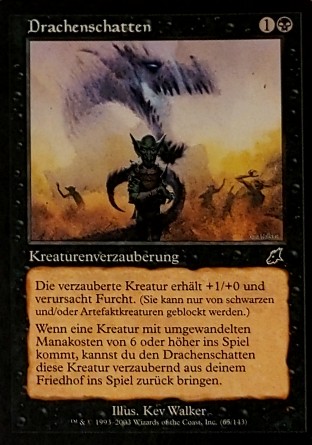 Drachenschatten 1
Kreaturenverzauberung
Die verzauberte Kreatur erhält +1/+0 und
verursacht Furcht. (Sie kann nur von schwarzen
und/oder Artefaktkreaturen geblockt werden.)
Wenn eine Kreatur mit umgewandelten
Manakosten von 6 oder höher ins Spiel
kommt, kannst du den Drachenschatten
diese Kreatur verzaubernd aus deinem
Friedhof ins Spiel zurück bringen.
Illus. Kev Walker
™ & © 1993-2003 Wizards of the Coast, Inc. (65/143)